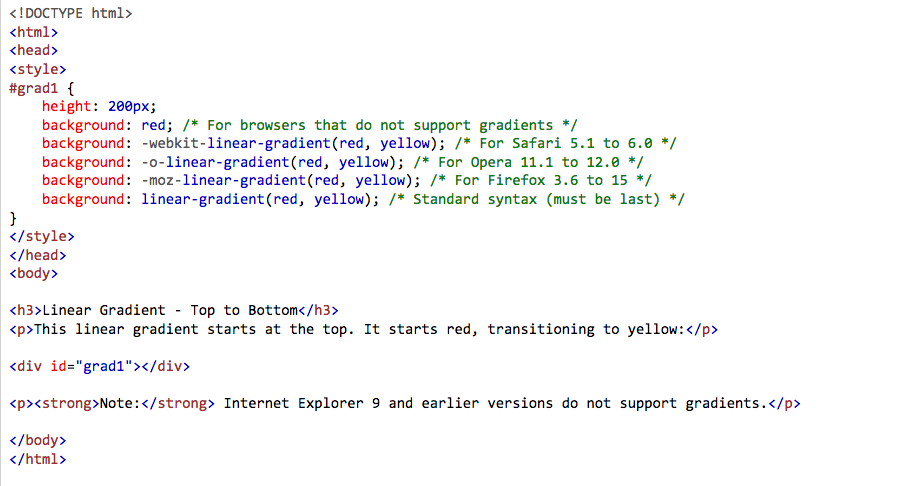 <!DOCTYPE html>
<html>
<head>
<style>
#grad1 {
    height: 200px;
    background: red; /* For browsers that do not support gradients */
    background: -webkit-linear-gradient(red, yellow); /* For Safari 5.1 to 6.0 */
    background: -o-linear-gradient(red, yellow); /* For Opera 11.1 to 12.0 */
    background: -moz-linear-gradient(red, yellow); /* For Firefox 3.6 to 15 */
    background: linear-gradient(red, yellow); /* Standard syntax (must be last) */
}
</style>
</head>
<body>

<h3>Linear Gradient - Top to Bottom</h3>
<p>This linear gradient starts at the top. It starts red, transitioning to yellow:</p>

<div id="grad1"></div>

<p><strong>Note:</strong> Internet Explorer 9 and earlier versions do not support gradients.</p>

</body>
</html>